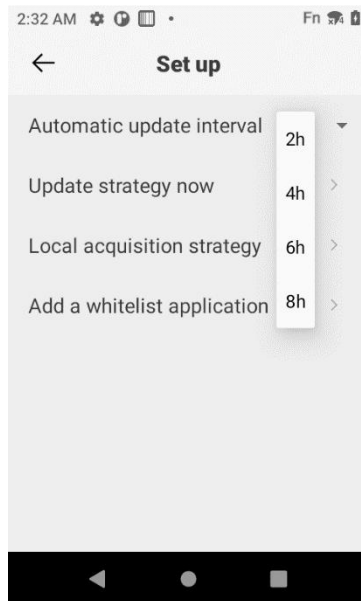 2:32 AM Fn
Set up
Automatic update interval
2h
Update strategy now
4h
Local acquisition strategy
6h
Add a whitelist application
8h